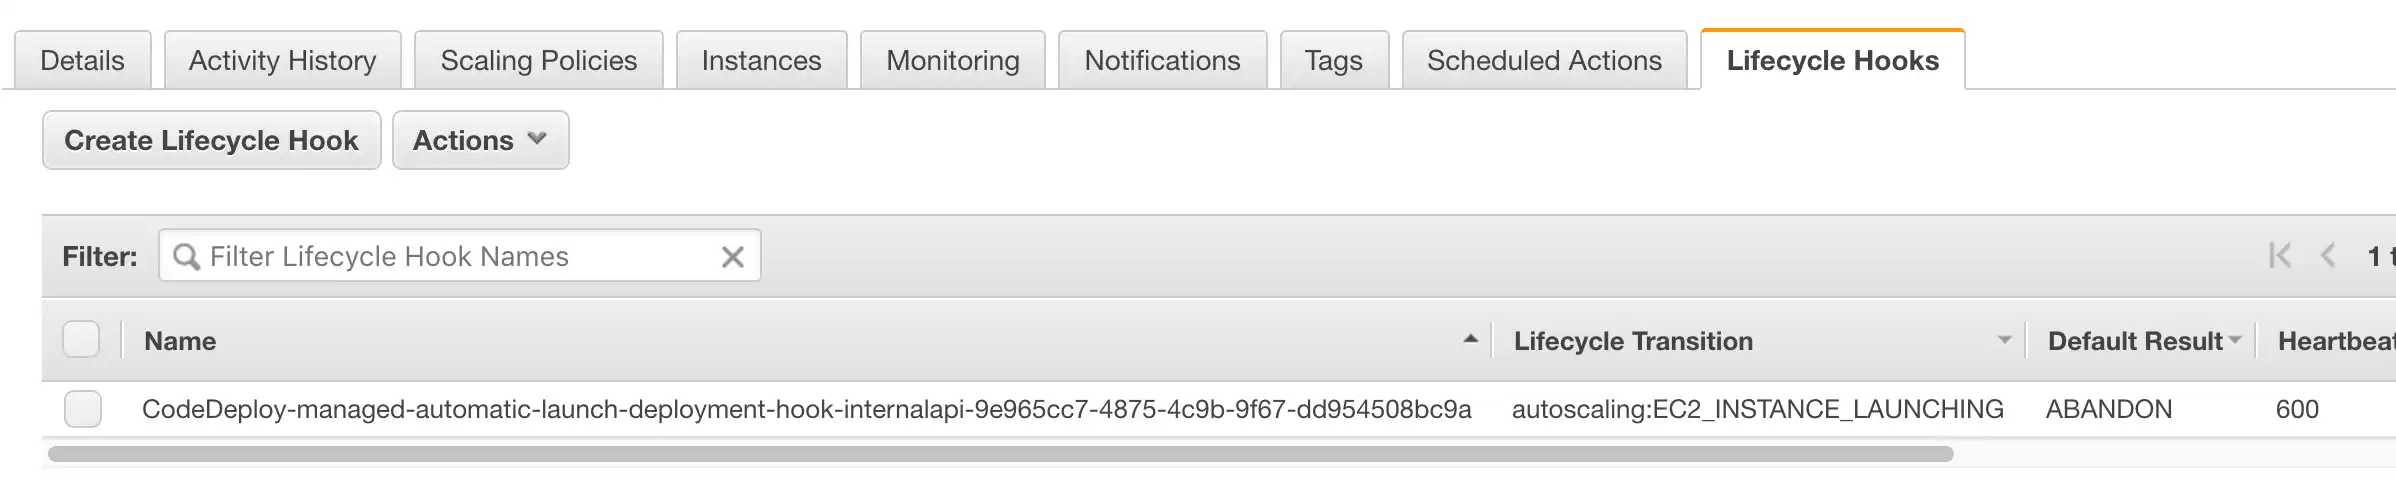 Details Activity History Scaling Policies Instances Monitoring Notifications Tags Scheduled Actions Lifecycle Hooks
Create Lifecycle Hook Actions
Filter: Filter Lifecycle Hook Names 1
Name Lifecycle Transition Default Result Heartbeat
CodeDeploy-managed-automatic-launch-deployment-hook-internalapi-9e965cc7-4875-4c9b-9f67-dd954508bc9a autoscaling:EC2_INSTANCE_LAUNCHING ABANDON 600